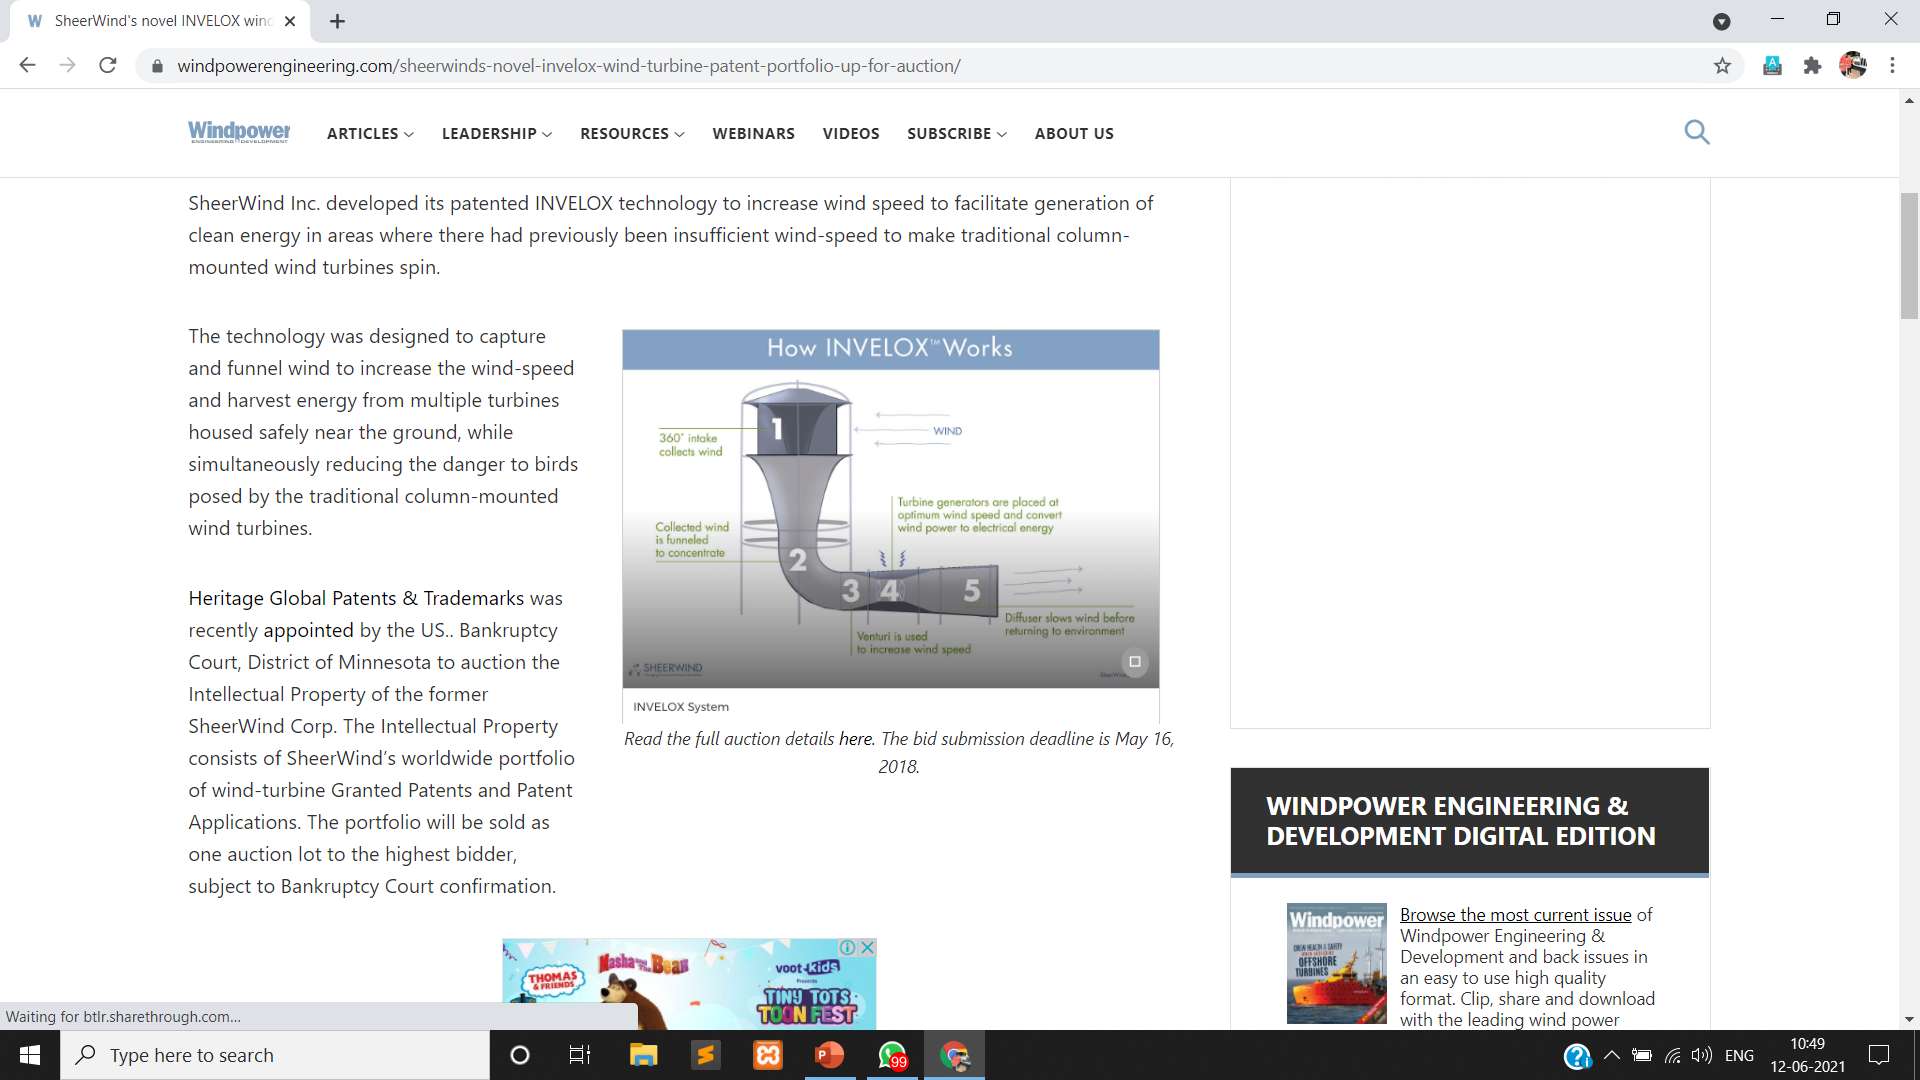 SheerWind's novel INVELOX wind
windpowerengineering.com/sheerwinds-novel-invelox-wind-turbine-patent-portfolio-up-for-auction/
Windpower
ENGINEERING DEVELOPMENT
ARTICLES
LEADERSHIP
RESOURCES
WEBINARS
VIDEOS
SUBSCRIBE
ABOUT US
SheerWind Inc. developed its patented INVELOX technology to increase wind speed to facilitate generation of
clean energy in areas where there had previously been insufficient wind-speed to make traditional column-
mounted wind turbines spin.
The technology was designed to capture
and funnel wind to increase the wind-speed
and harvest energy from multiple turbines
housed safely near the ground, while
simultaneously reducing the danger to birds
posed by the traditional column-mounted
wind turbines.
Heritage Global Patents & Trademarks was
recently appointed by the US.. Bankruptcy
Court, District of Minnesota to auction the
Intellectual Property of the former
SheerWind Corp. The Intellectual Property
consists of SheerWind’s worldwide portfolio
of wind-turbine Granted Patents and Patent
Applications. The portfolio will be sold as
one auction lot to the highest bidder,
subject to Bankruptcy Court confirmation.
How INVELOX™ Works
1
360° intake
collects wind
WIND
Turbine generators are placed at
optimum wind speed and convert
wind power to electrical energy
Collected wind
is funneled
to concentrate
2
3
4
5
Diffuser slows wind before
returning to environment
Venturi is used
to increase wind speed
SHEERWIND
INVELOX System
Read the full auction details here. The bid submission deadline is May 16,
2018.
WINDPOWER ENGINEERING &
DEVELOPMENT DIGITAL EDITION
Windpower
CREW HEALTH & SAFETY
OFFSHORE
TURBINES
Browse the most current issue of
Windpower Engineering &
Development and back issues in
an easy to use high quality
format. Clip, share and download
with the leading wind power
THOMAS
& FRIENDS
Masha and the Bear
voot kids
Presents
TINY TOTS
TOON FEST
Waiting for btlr.sharethrough.com...
Type here to search
99
ENG
10:49
12-06-2021